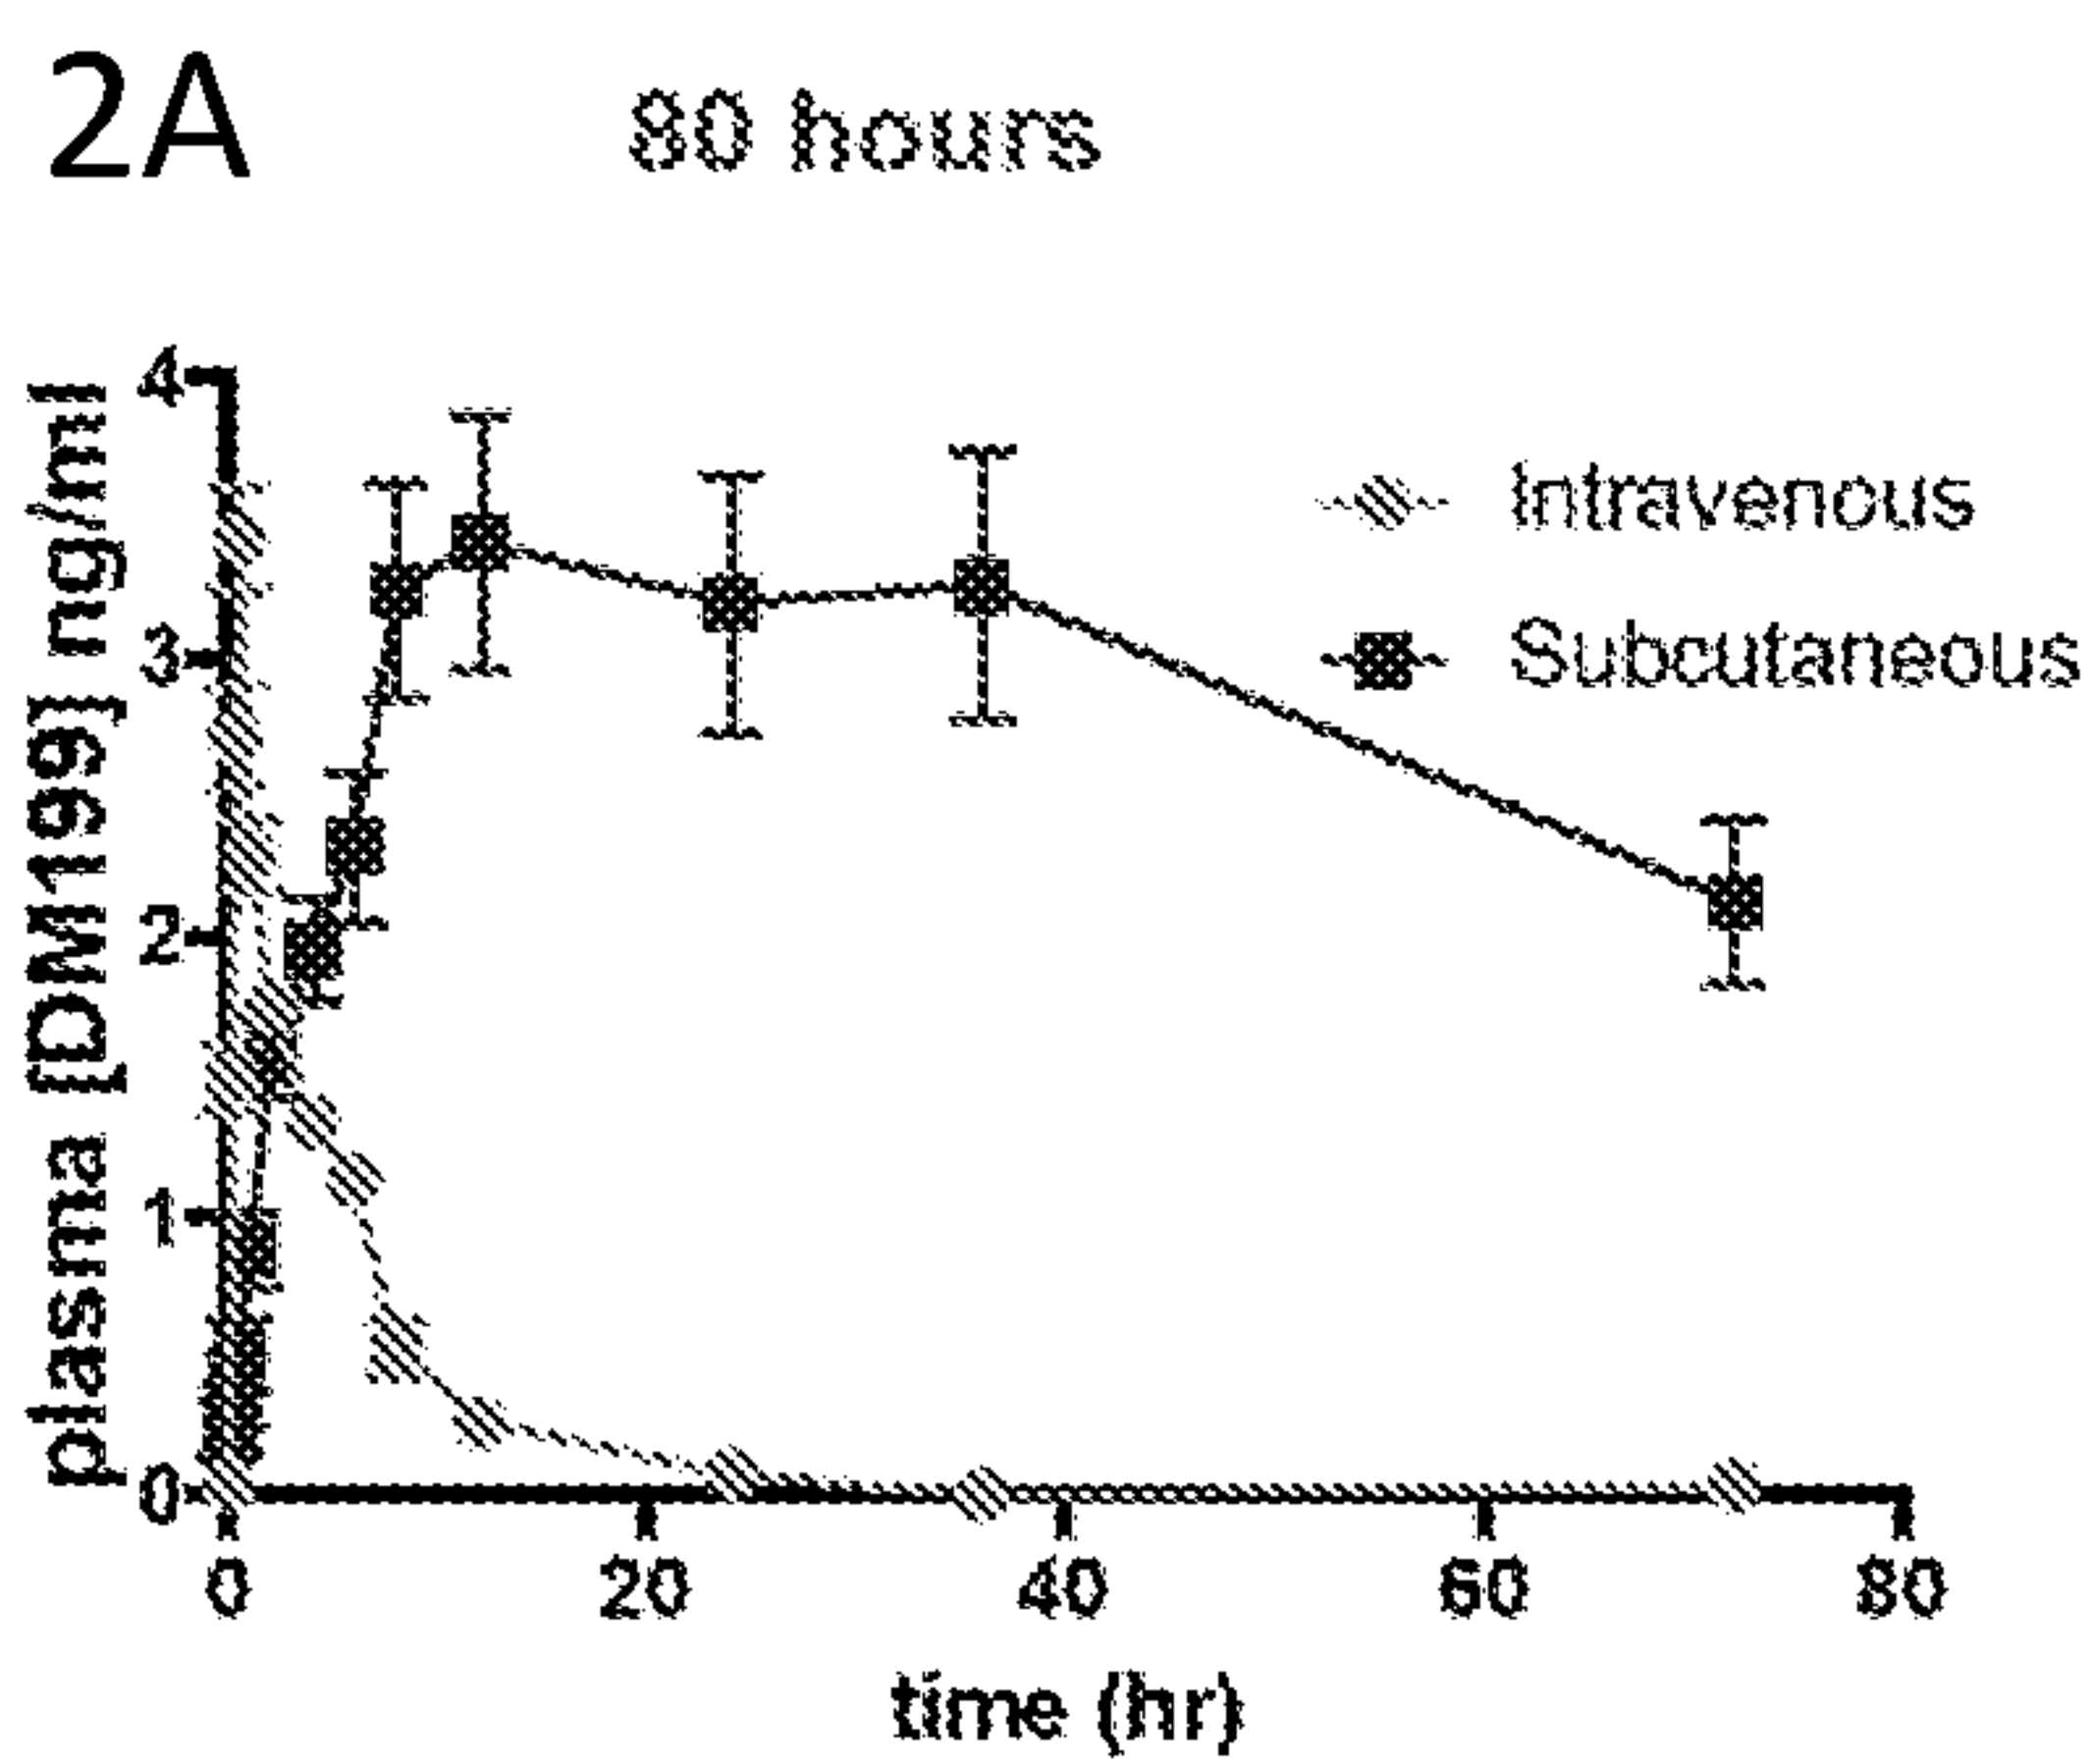 2A
80 hours
plasma [DM199] ng/ml
4
3
2
1
0
Intravenous
Subcutaneous
0 20 40 60 80
time (hr)